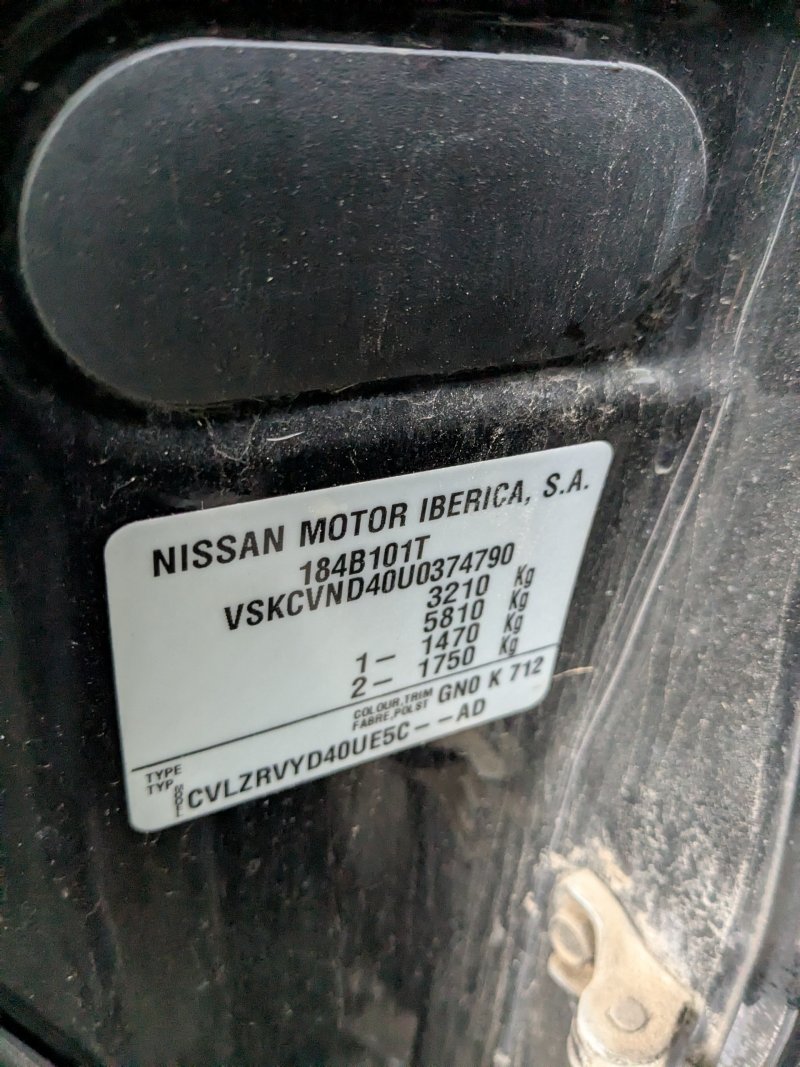 NISSAN MOTOR IBERICA, S.A.
184B101T
VSKCVND40U0374790
3210 Kg
5810 Kg
1- 1470 Kg
2- 1750 Kg
COLOUR,TRIM
FABRE,POLST GN0 K 712
TYPE
TYP
MODEL CVLZRVYD40UE5C--AD